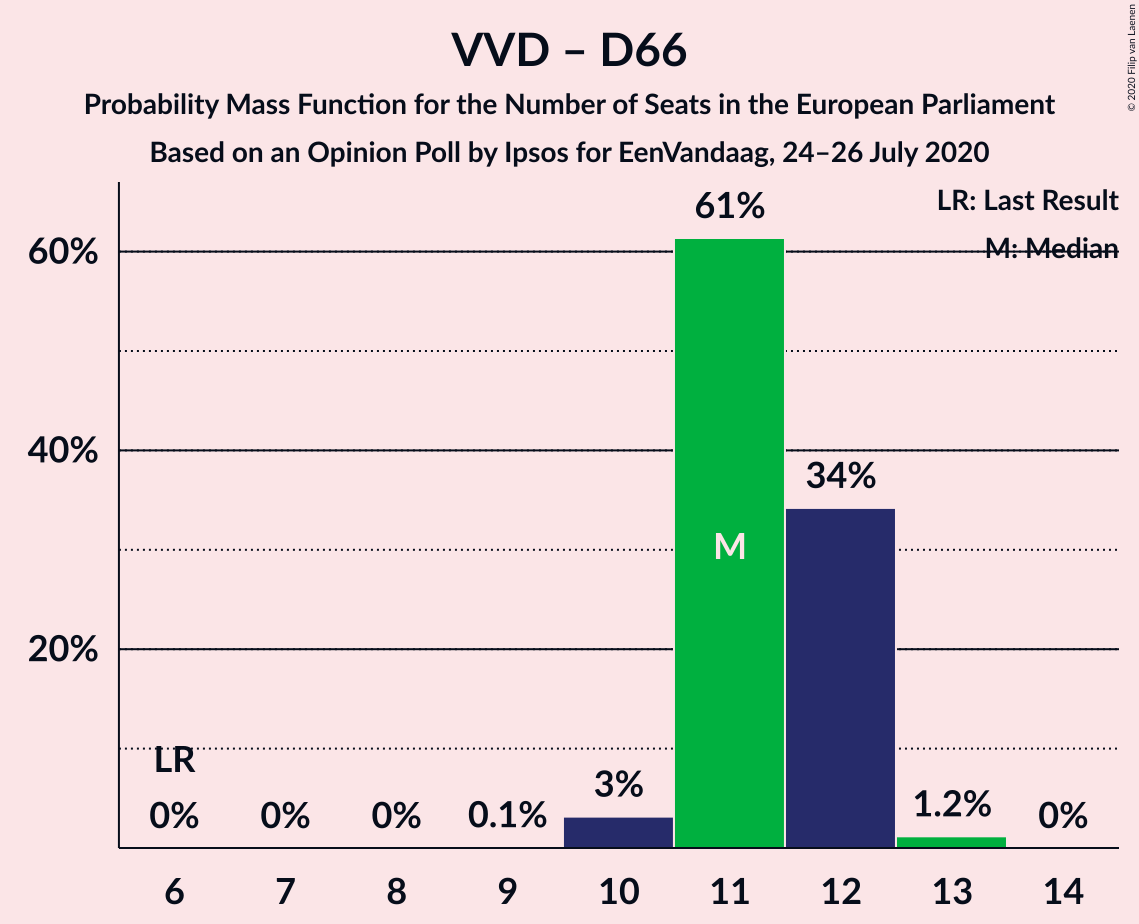 VVD – D66
Probability Mass Function for the Number of Seats in the European Parliament
Based on an Opinion Poll by Ipsos for EenVandaag, 24–26 July 2020
© 2020 Filip van Laenen
LR: Last Result
M: Median
60%
40%
20%
61%
34%
M
LR
0%
0%
0%
0.1%
3%
1.2%
0%
6
7
8
9
10
11
12
13
14